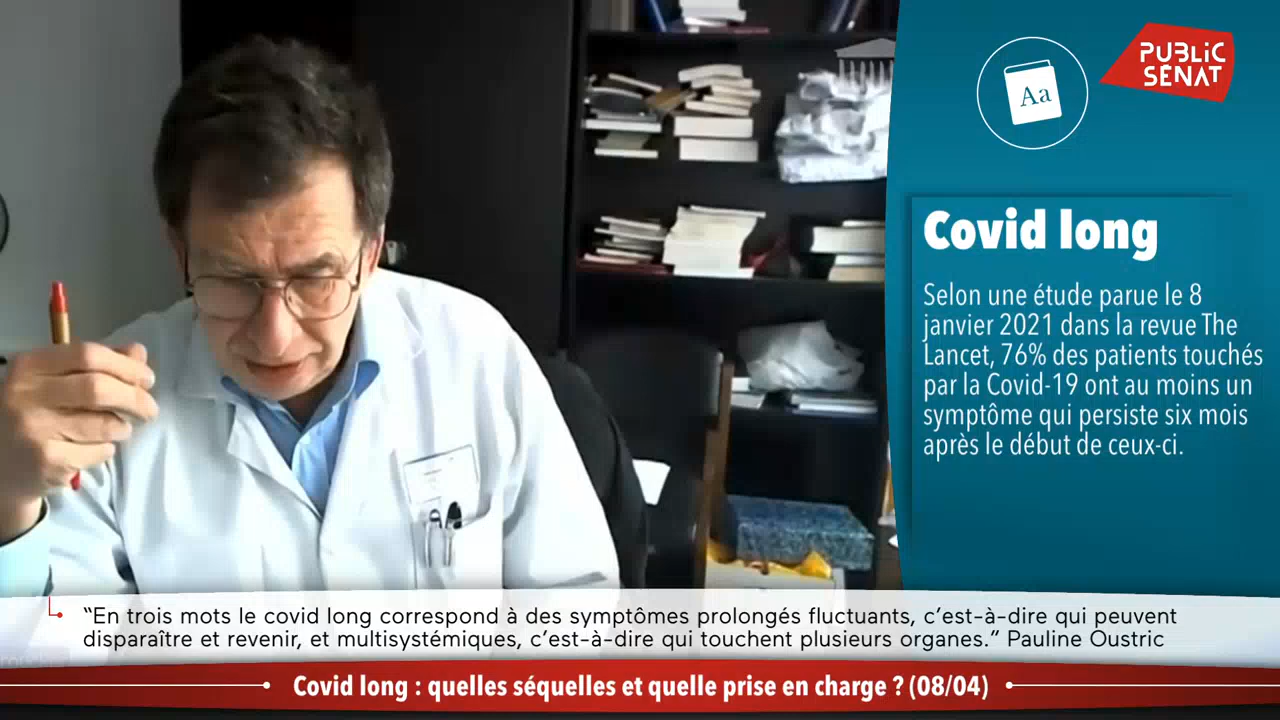 PUBLIC
SÉNAT
Aa
Covid long
Selon une étude parue le 8
janvier 2021 dans la revue The
Lancet, 76% des patients touchés
par la Covid-19 ont au moins un
symptôme qui persiste six mois
après le début de ceux-ci.
“En trois mots le covid long correspond à des symptômes prolongés fluctuants, c’est-à-dire qui peuvent
disparaître et revenir, et multisystémiques, c’est-à-dire qui touchent plusieurs organes.” Pauline Oustric
Covid long : quelles séquelles et quelle prise en charge ? (08/04)